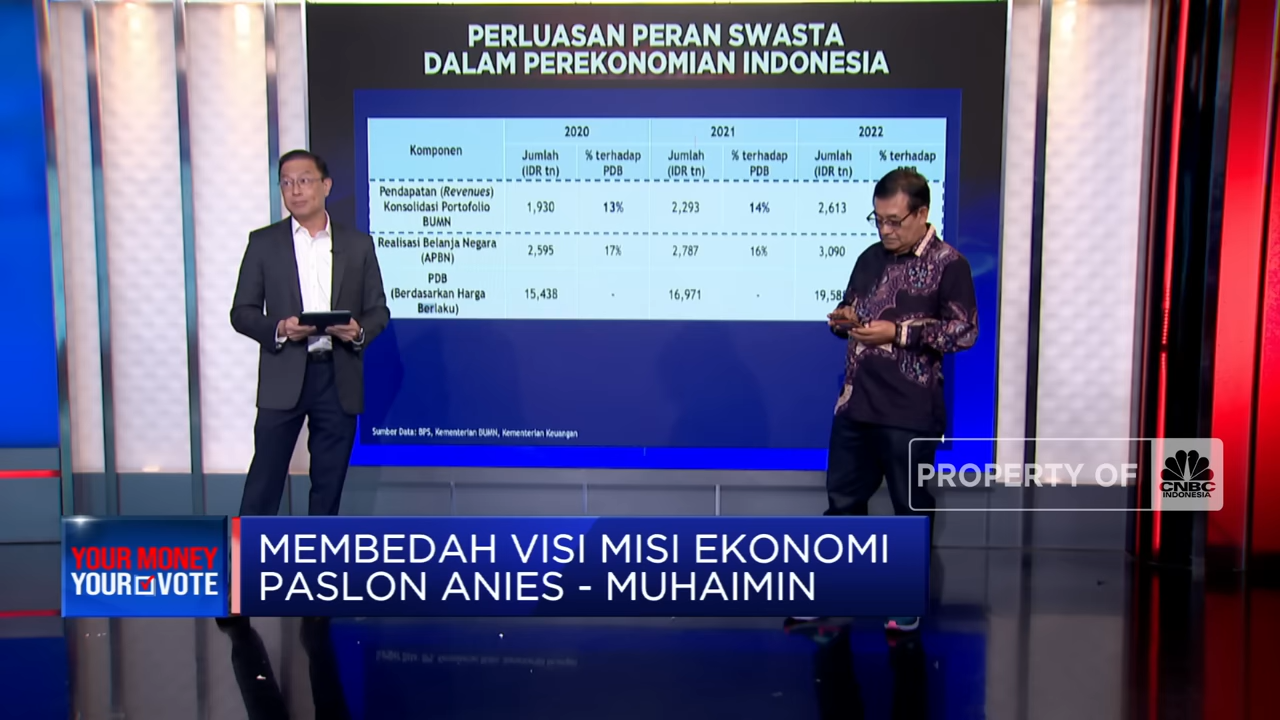 PERLUASAN PERAN SWASTA
DALAM PEREKONOMIAN INDONESIA
Komponen 2020 2021 2022
Jumlah (IDR tn) % terhadap PDB Jumlah (IDR tn) % terhadap PDB Jumlah (IDR tn) % terhadap PDB
Pendapatan (Revenues) Konsolidasi Portofolio BUMN 1,930 13% 2,293 14% 2,613
Realisasi Belanja Negara (APBN) 2,595 17% 2,787 16% 3,090
PDB (Berdasarkan Harga Berlaku) 15,438 - 16,971 - 19,58
Sumber Data: BPS, Kementerian BUMN, Kementerian Keuangan
PROPERTY OF CNBC INDONESIA
YOUR MONEY
YOUR VOTE
MEMBEDAH VISI MISI EKONOMI
PASLON ANIES - MUHAIMIN